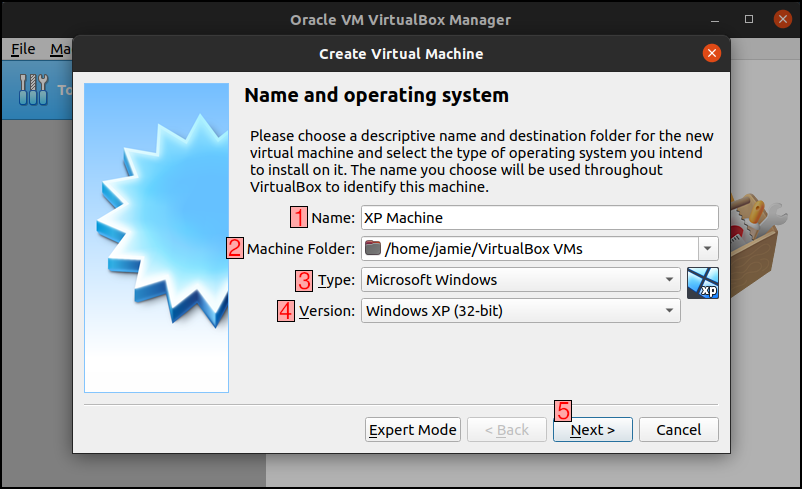 Oracle VM VirtualBox Manager
File Ma
To
Create Virtual Machine
Name and operating system
Please choose a descriptive name and destination folder for the new
virtual machine and select the type of operating system you intend
to install on it. The name you choose will be used throughout
VirtualBox to identify this machine.
1 Name: XP Machine
2 Machine Folder: /home/jamie/VirtualBox VMs
3 Type: Microsoft Windows
xp
4 Version: Windows XP (32-bit)
5
Expert Mode < Back Next > Cancel